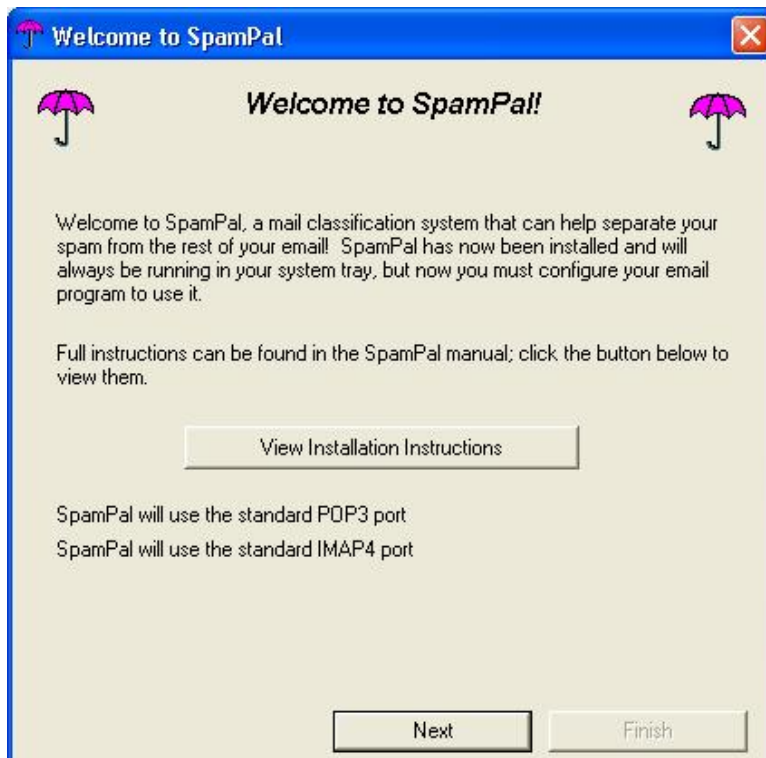 Welcome to SpamPal
Welcome to SpamPal!
Welcome to SpamPal, a mail classification system that can help separate your
spam from the rest of your email!  SpamPal has now been installed and will
always be running in your system tray, but now you must configure your email
program to use it.
Full instructions can be found in the SpamPal manual; click the button below to
view them.
View Installation Instructions
SpamPal will use the standard POP3 port
SpamPal will use the standard IMAP4 port
Next
Finish